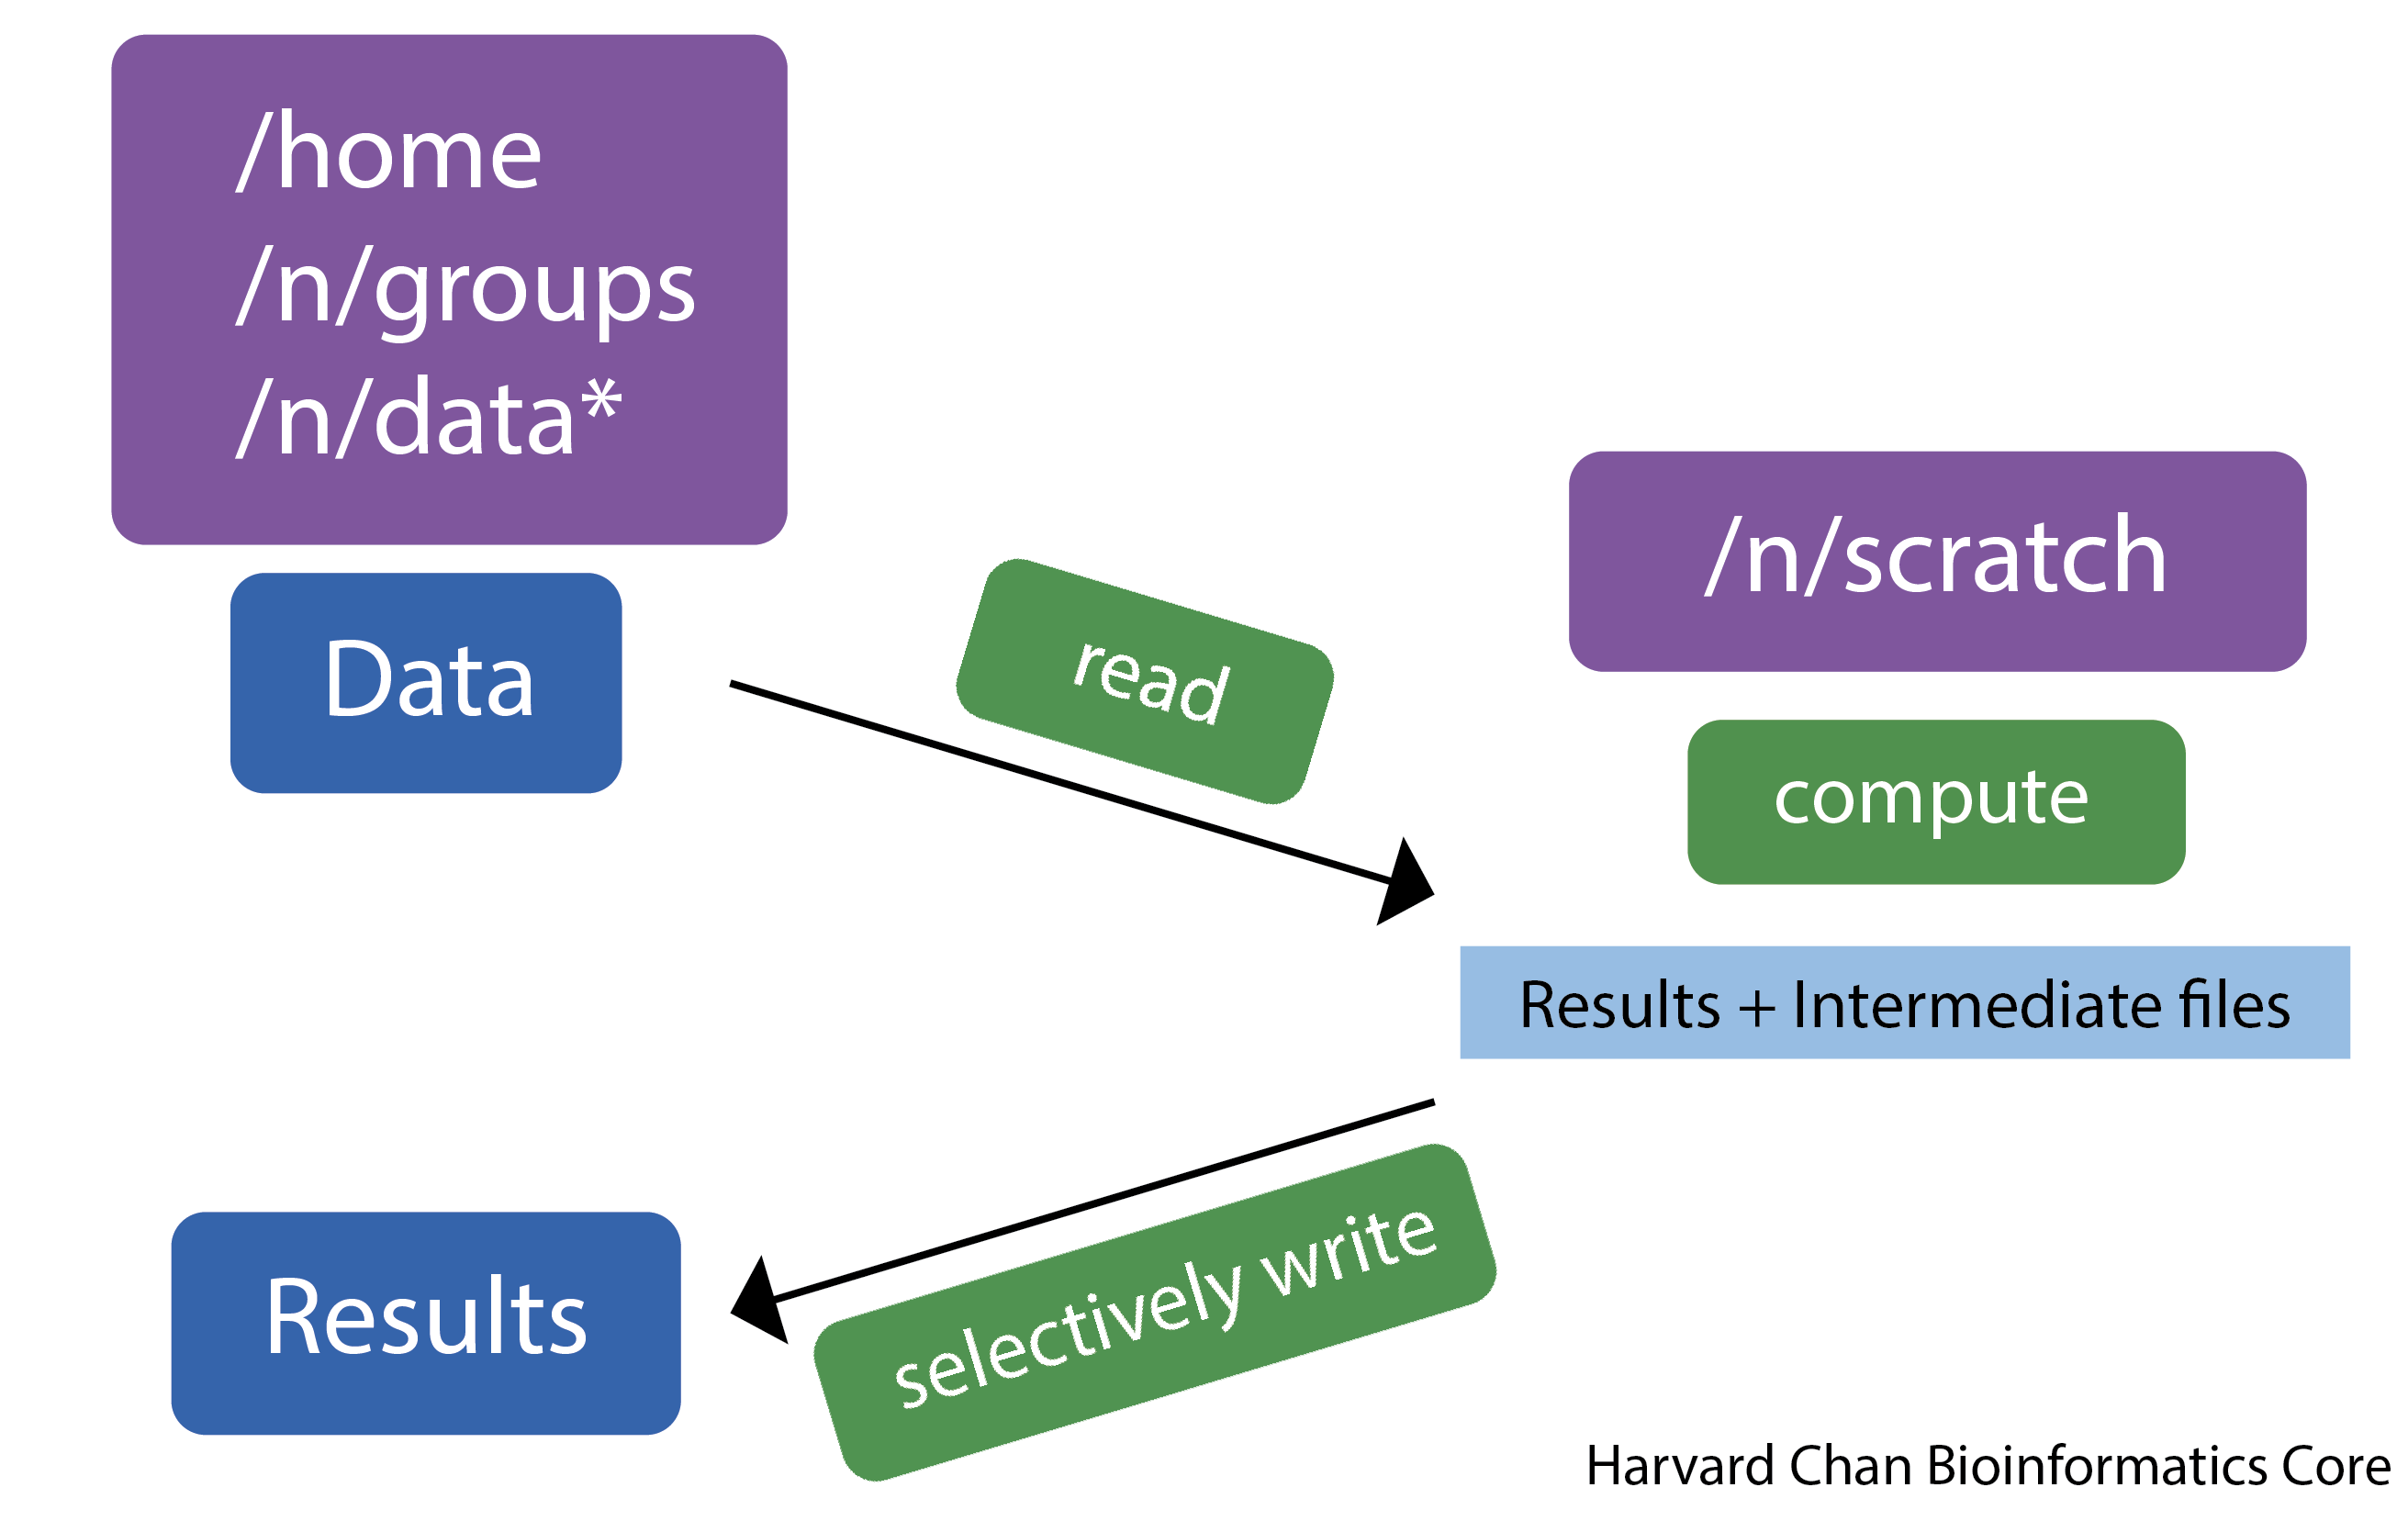 /home
/n/groups
/n/data*
Data
read
/n/scratch
compute
Results + Intermediate files
selectively write
Results
Harvard Chan Bioinformatics Core